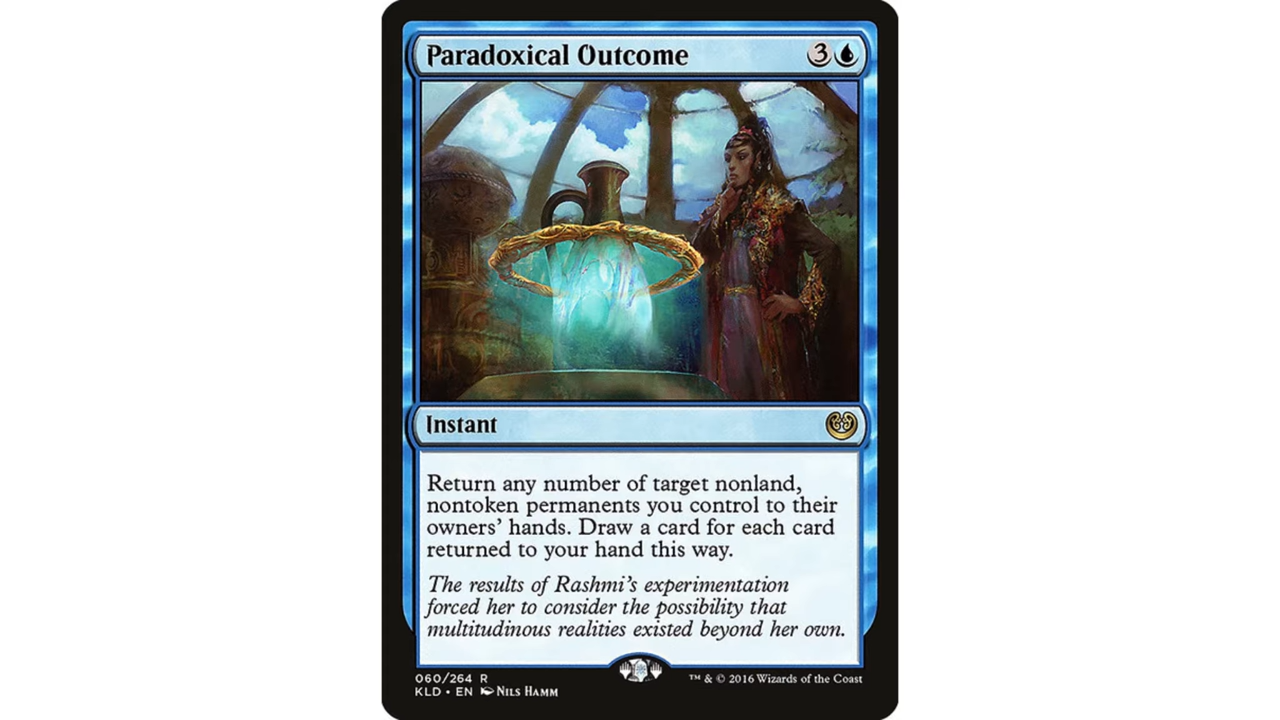 Paradoxical Outcome 3
Instant
Return any number of target nonland,
nontoken permanents you control to their
owners’ hands. Draw a card for each card
returned to your hand this way.
The results of Rashmi’s experimentation
forced her to consider the possibility that
multitudinous realities existed beyond her own.
060/264 R
KLD • EN Nils Hamm
™ & © 2016 Wizards of the Coast